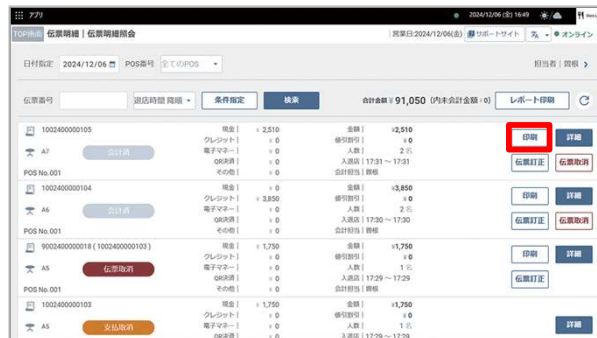 アプリ 2024/12/06(金) 16:49
TOP画面 伝票明細 | 伝票明細照会 営業日:2024/12/06(金) サポートサイト オンライン
日付指定 2024/12/06 POS番号 全てのPOS 担当者 | 曽根
伝票番号 退店時間 降順 条件指定 検索 合計金額 ¥ 91,050 (内未会計金額: 0) レポート印刷
1002400000105 現金 | ¥ 2,510 金額 | ¥2,510
クレジット | ¥ 0 値引割引 | ¥ 0 印刷 詳細
A7 会計済 電子マネー | ¥ 0 人数 | 2 名
QR決済 | ¥ 0 入退店 | 17:31 ～ 17:31 伝票訂正 伝票取消
POS No.001 その他 | ¥ 0 会計担当 | 曽根
1002400000104 現金 | ¥ 0 金額 | ¥3,850
クレジット | ¥ 3,850 値引割引 | ¥ 0 印刷 詳細
A6 会計済 電子マネー | ¥ 0 人数 | 2 名
QR決済 | ¥ 0 入退店 | 17:30 ～ 17:30 伝票訂正 伝票取消
POS No.001 その他 | ¥ 0 会計担当 | 曽根
9002400000018 ( 1002400000103 ) 現金 | ¥ 1,750 金額 | ¥1,750
クレジット | ¥ 0 値引割引 | ¥ 0 印刷 詳細
A5 伝票取消 電子マネー | ¥ 0 人数 | 1 名
QR決済 | ¥ 0 入退店 | 17:29 ～ 17:29 伝票訂正
POS No.001 その他 | ¥ 0 会計担当 | 曽根
1002400000103 現金 | ¥ 1,750 金額 | ¥1,750
クレジット | ¥ 0 値引割引 | ¥ 0
A5 支払取消 電子マネー | ¥ 0 人数 | 1 名 詳細
QR決済 | ¥ 0 入退店 | 17:29 ～ 17:29